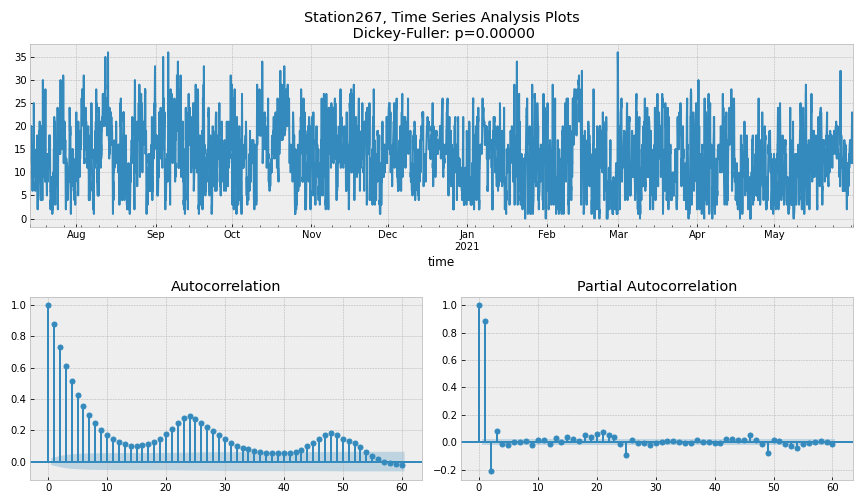 Station267, Time Series Analysis Plots
Dickey-Fuller: p=0.00000
35
30
25
20
15
10
5
0
Aug Sep Oct Nov Dec Jan Feb Mar Apr May
2021
time
Autocorrelation
1.0
0.8
0.6
0.4
0.2
0.0
0 10 20 30 40 50 60
Partial Autocorrelation
1.0
0.8
0.6
0.4
0.2
0.0
−0.2
0 10 20 30 40 50 60